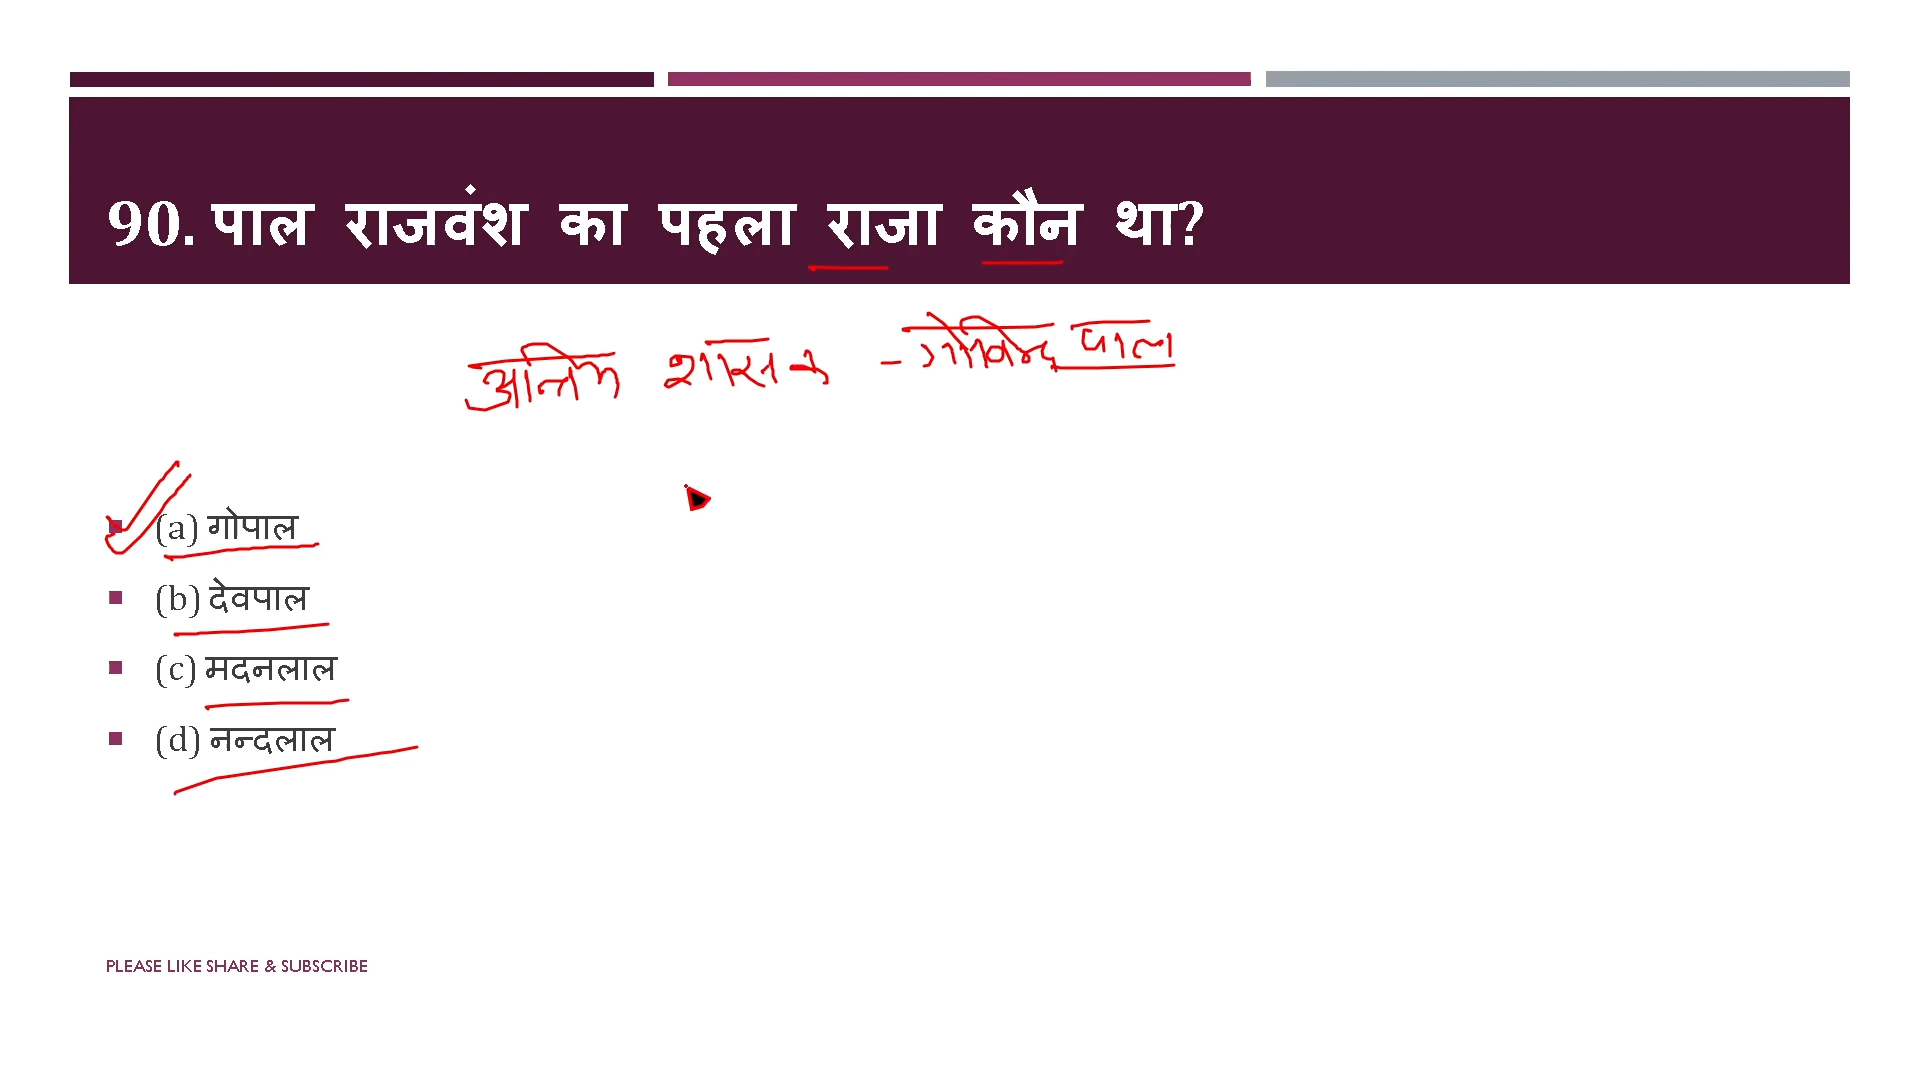 90. पाल राजवंश का पहला राजा कौन था?
अन्तिम शासक - गोविन्द पाल
(a) गोपाल
(b) देवपाल
(c) मदनलाल
(d) नन्दलाल
PLEASE LIKE SHARE & SUBSCRIBE